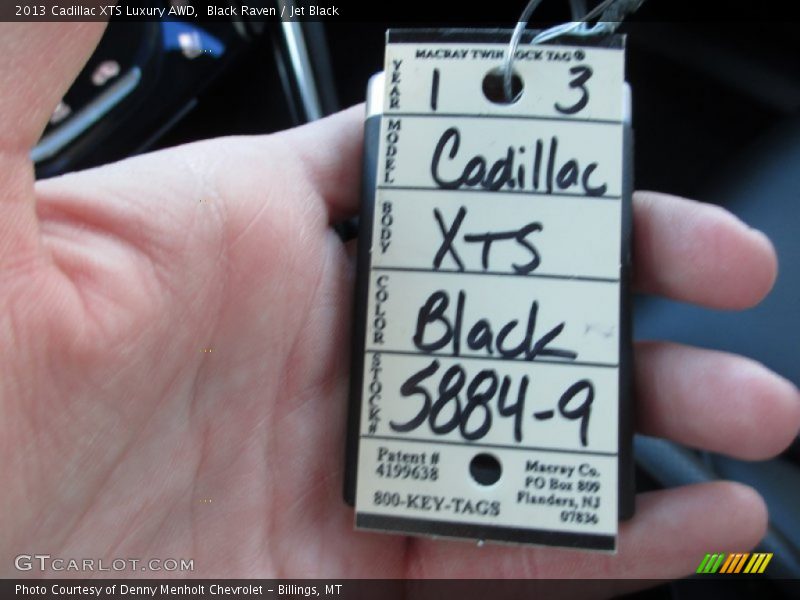 2013 Cadillac XTS Luxury AWD,  Black Raven / Jet Black
MACRAY TWIN LOCK TAG®
YEAR 1 3
MODEL Cadillac
BODY XTS
COLOR Black
STOCK# 5884-9
Patent #
4199638
800-KEY-TAGS
Macray Co.
PO Box 809
Flanders, NJ
07836
GTCARLOT.COM
Photo Courtesy of Denny Menholt Chevrolet – Billings, MT